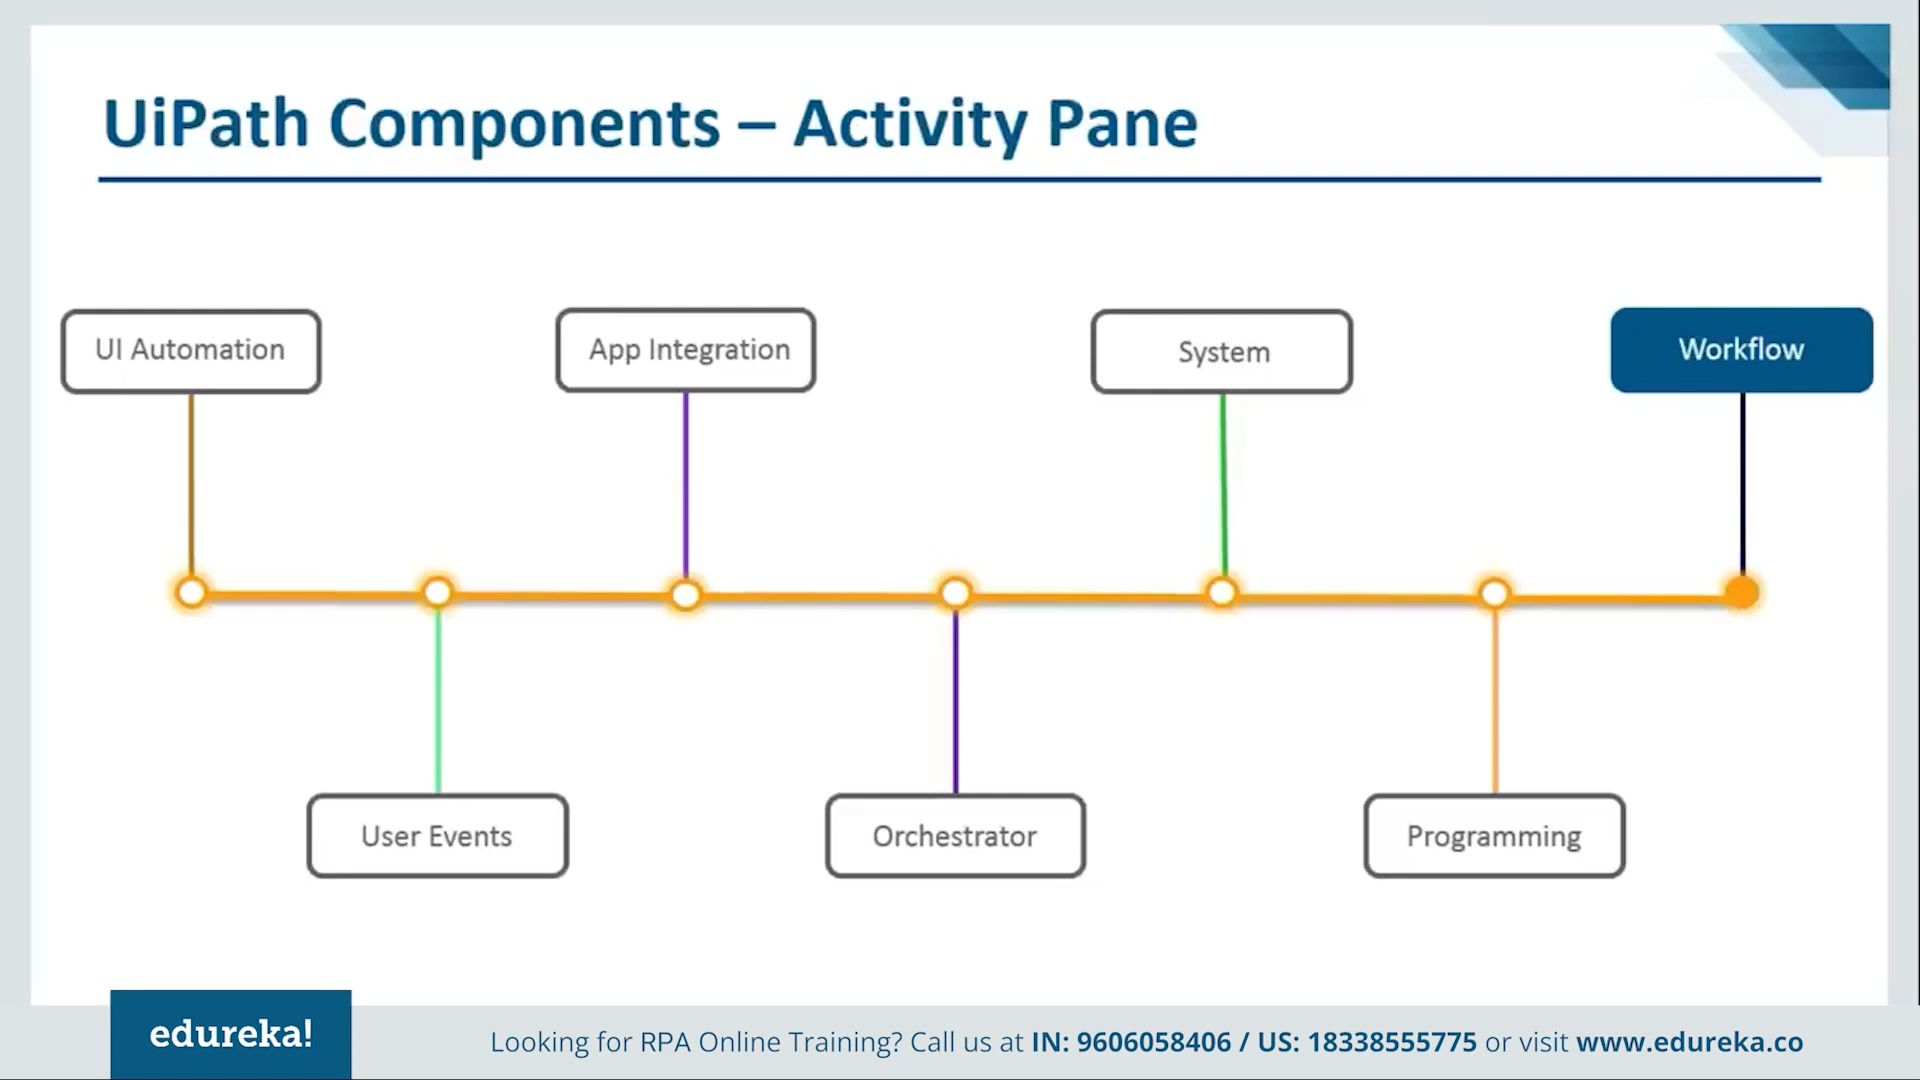 UiPath Components – Activity Pane
UI Automation
App Integration
System
Workflow
User Events
Orchestrator
Programming
edureka!
Looking for RPA Online Training? Call us at IN: 9606058406 / US: 18338555775 or visit www.edureka.co